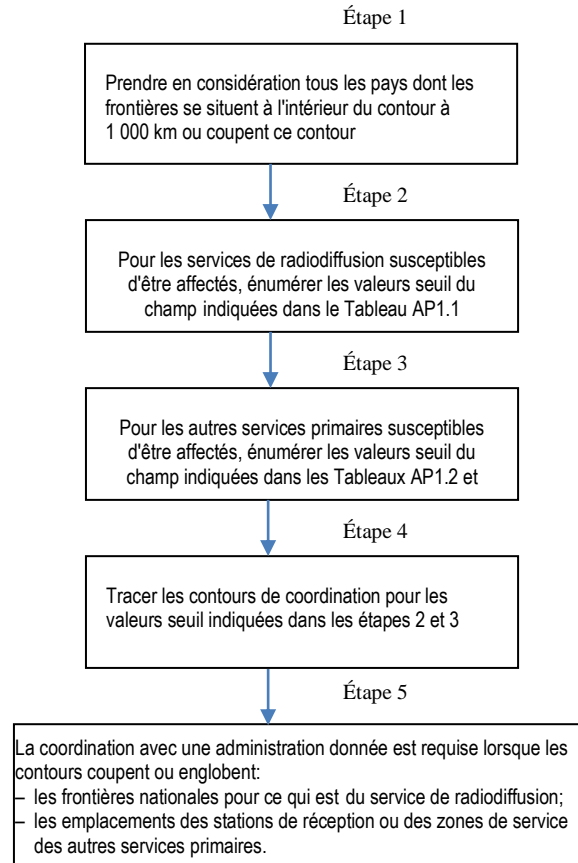 Étape 1
Prendre en considération tous les pays dont les
frontières se situent à l'intérieur du contour à
1 000 km ou coupent ce contour
Étape 2
Pour les services de radiodiffusion susceptibles
d'être affectés, énumérer les valeurs seuil du
champ indiquées dans le Tableau AP1.1
Étape 3
Pour les autres services primaires susceptibles
d'être affectés, énumérer les valeurs seuil du
champ indiquées dans les Tableaux AP1.2 et
Étape 4
Tracer les contours de coordination pour les
valeurs seuil indiquées dans les étapes 2 et 3
Étape 5
La coordination avec une administration donnée est requise lorsque les
contours coupent ou englobent:
– les frontières nationales pour ce qui est du service de radiodiffusion;
– les emplacements des stations de réception ou des zones de service
des autres services primaires.